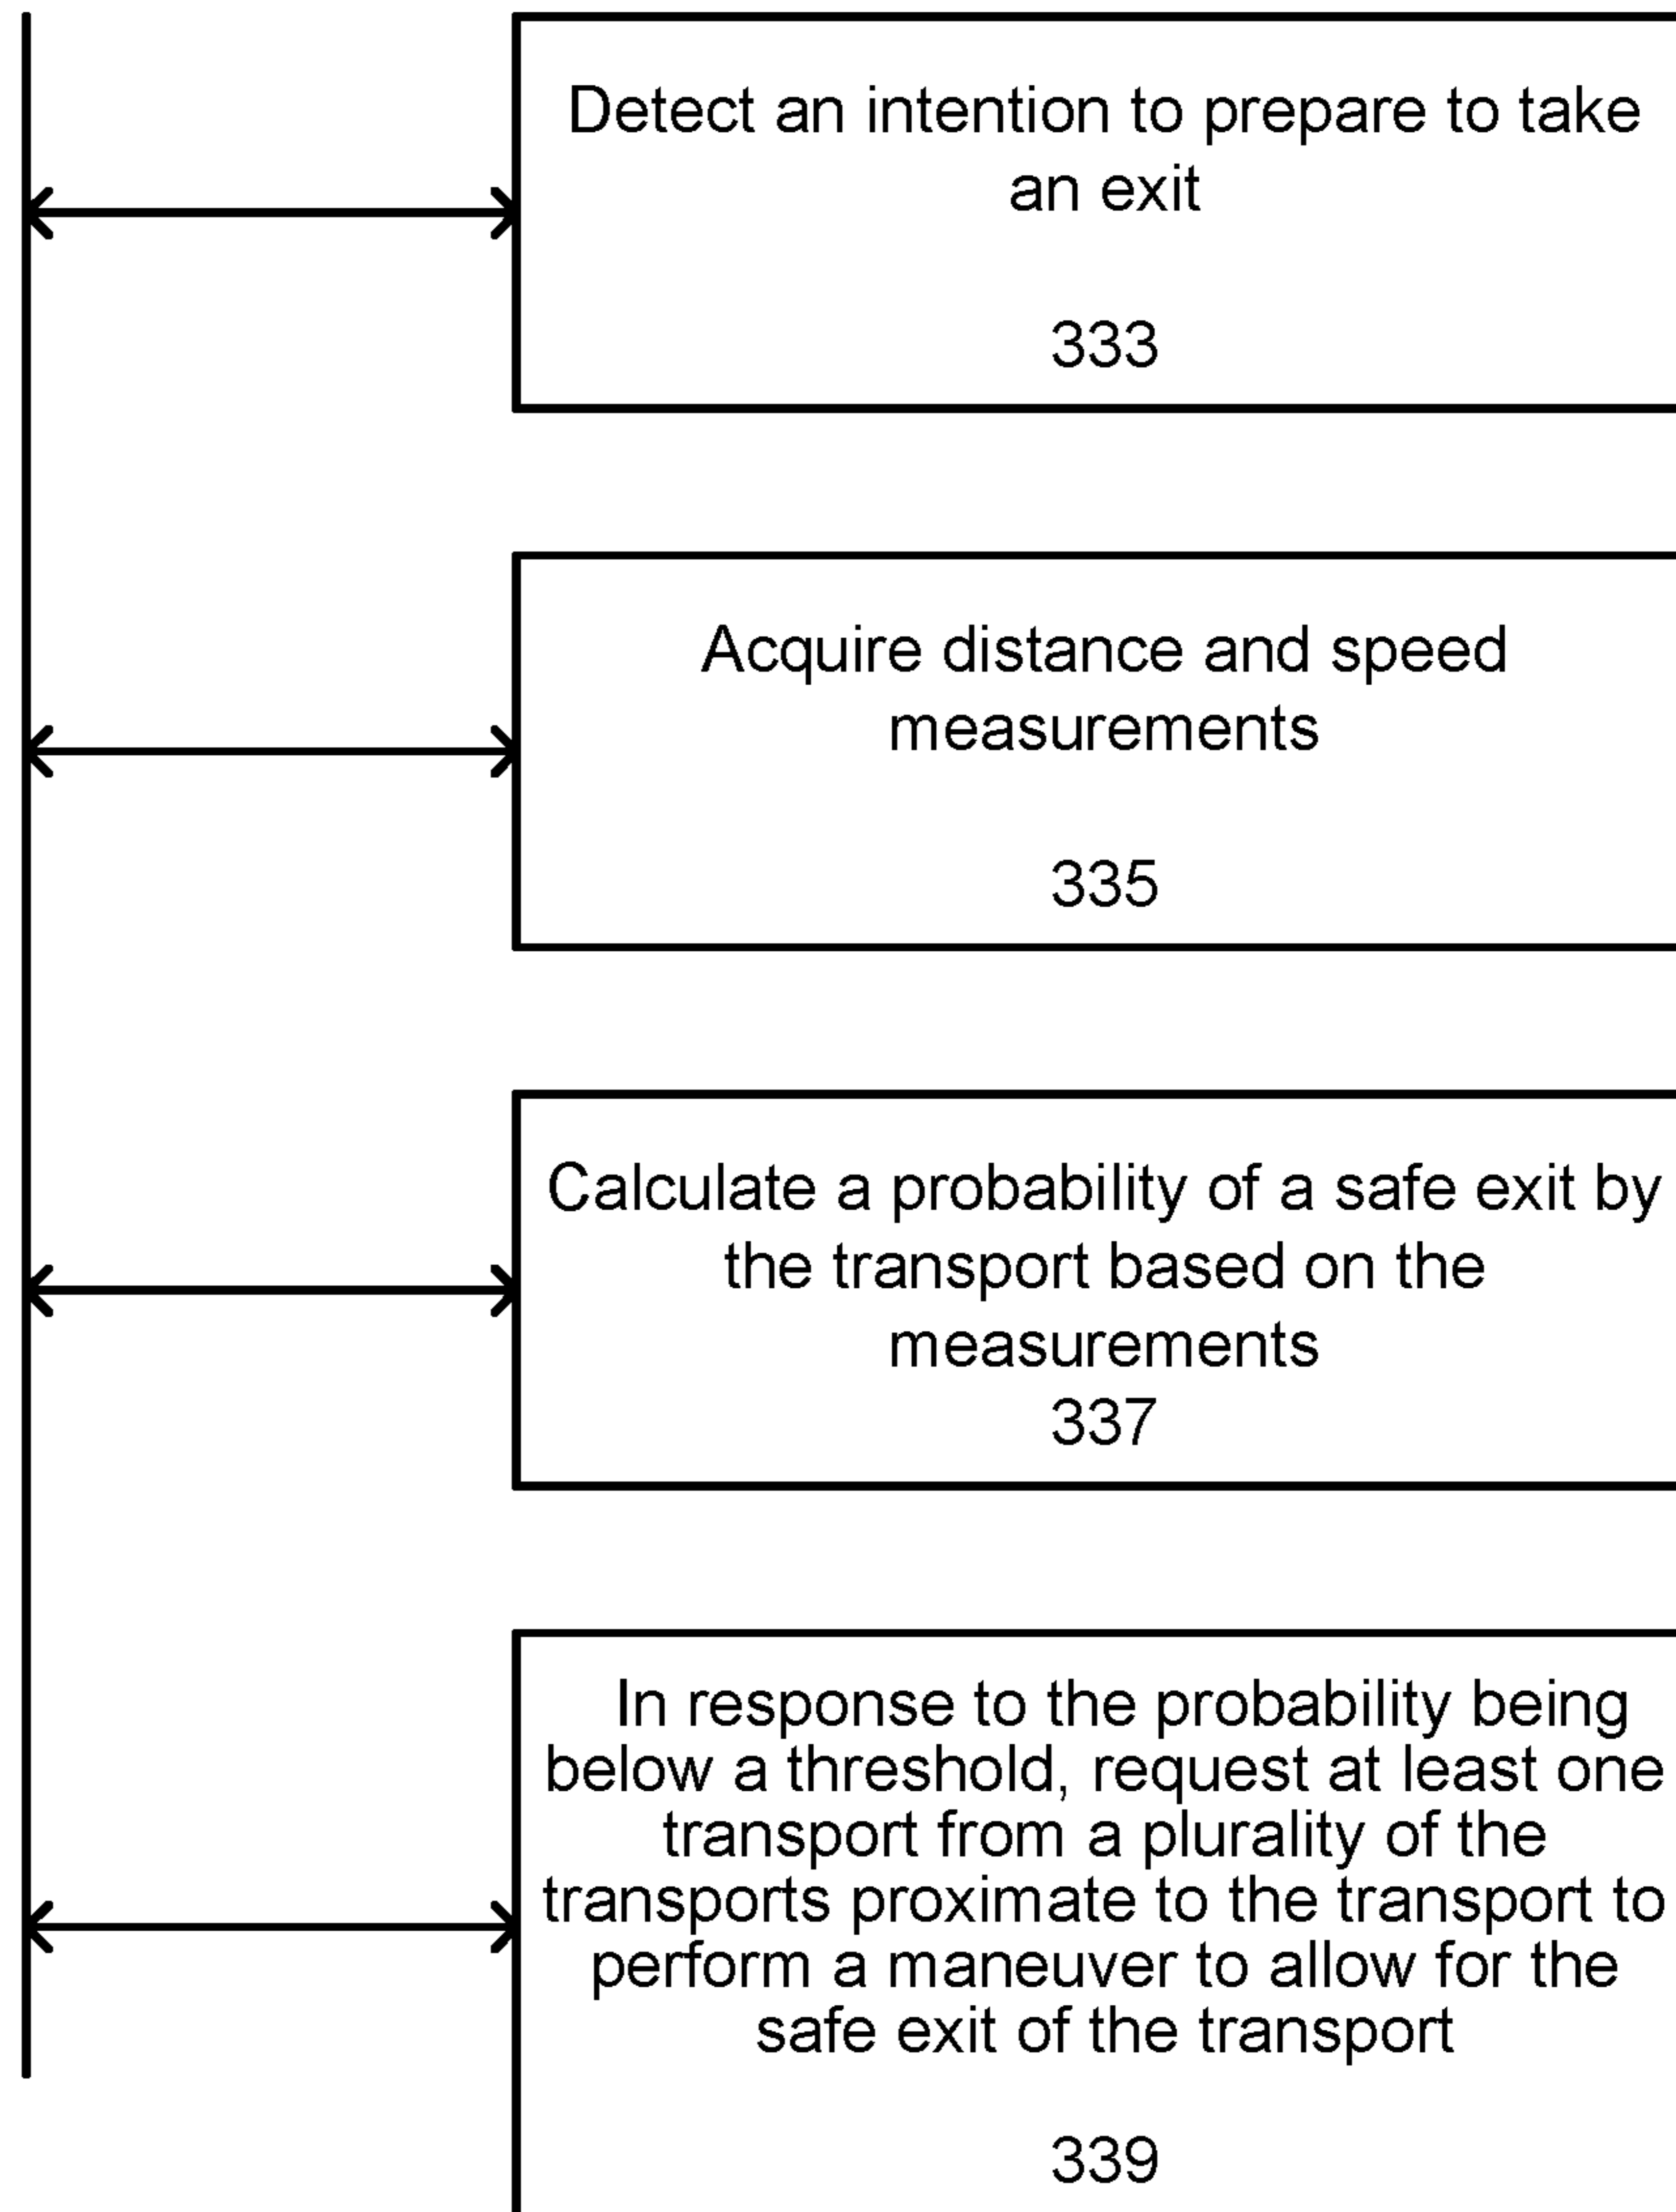 Detect an intention to prepare to take
an exit
333
Acquire distance and speed
measurements
335
Calculate a probability of a safe exit by
the transport based on the
measurements
337
In response to the probability being
below a threshold, request at least one
transport from a plurality of the
transports proximate to the transport to
perform a maneuver to allow for the
safe exit of the transport
339